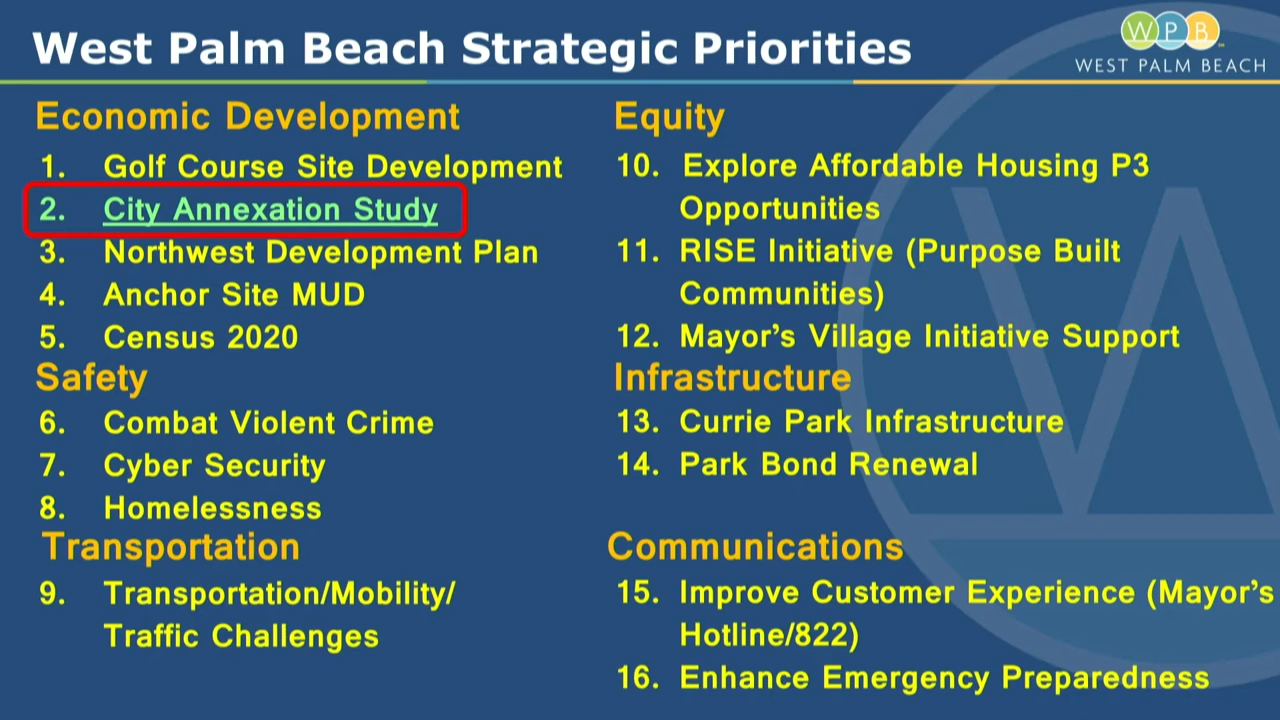 West Palm Beach Strategic Priorities
WPB
WEST PALM BEACH
Economic Development
1. Golf Course Site Development
2. City Annexation Study
3. Northwest Development Plan
4. Anchor Site MUD
5. Census 2020
Safety
6. Combat Violent Crime
7. Cyber Security
8. Homelessness
Transportation
9. Transportation/Mobility/
Traffic Challenges
Equity
10. Explore Affordable Housing P3
Opportunities
11. RISE Initiative (Purpose Built
Communities)
12. Mayor’s Village Initiative Support
Infrastructure
13. Currie Park Infrastructure
14. Park Bond Renewal
Communications
15. Improve Customer Experience (Mayor’s
Hotline/822)
16. Enhance Emergency Preparedness